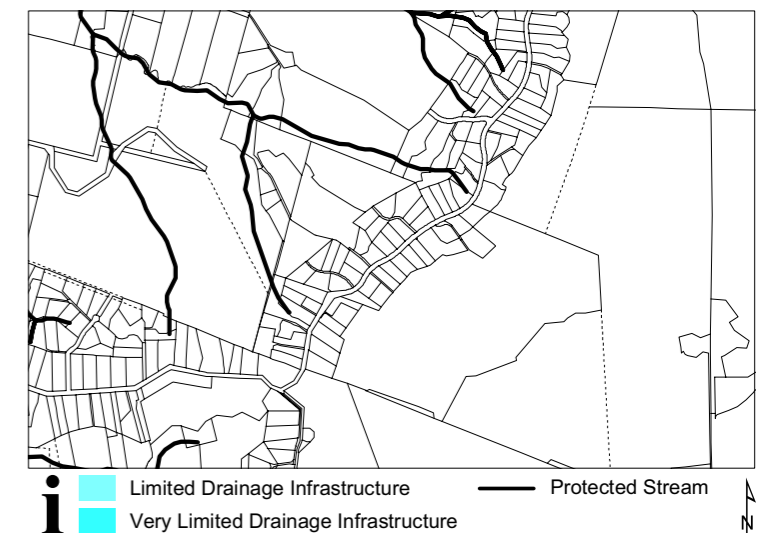 i
Limited Drainage Infrastructure
Very Limited Drainage Infrastructure
Protected Stream
N